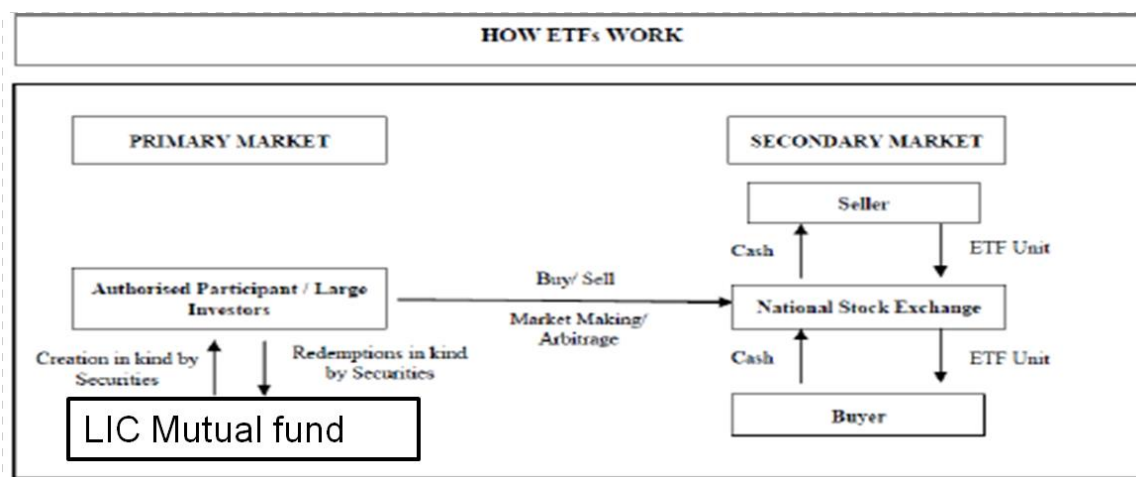 HOW ETFs WORK
PRIMARY MARKET
SECONDARY MARKET
Seller
Cash
ETF Unit
Authorised Participant / Large
Investors
Buy/ Sell
Market Making/
Arbitrage
National Stock Exchange
Creation in kind by
Securities
Redemptions in kind
by Securities
Cash
ETF Unit
LIC Mutual fund
Buyer